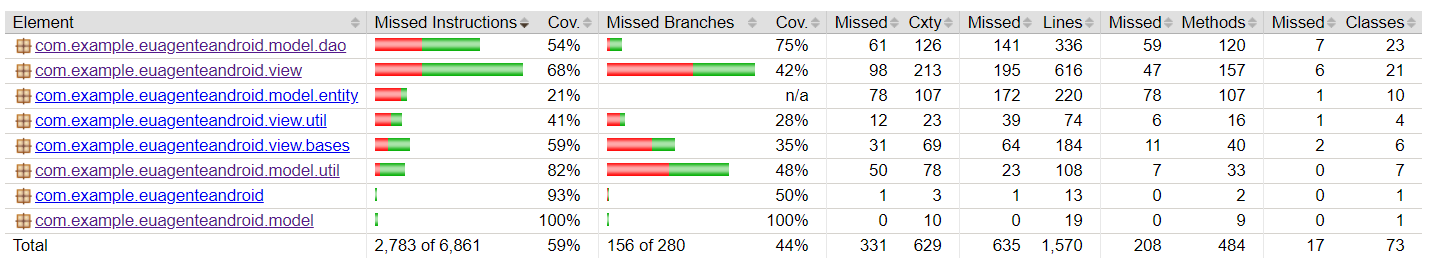 Element Missed Instructions Cov. Missed Branches Cov. Missed Cxty Missed Lines Missed Methods Missed Classes
com.example.euagenteandroid.model.dao 54% 75% 61 126 141 336 59 120 7 23
com.example.euagenteandroid.view 68% 42% 98 213 195 616 47 157 6 21
com.example.euagenteandroid.model.entity 21% n/a 78 107 172 220 78 107 1 10
com.example.euagenteandroid.view.util 41% 28% 12 23 39 74 6 16 1 4
com.example.euagenteandroid.view.bases 59% 35% 31 69 64 184 11 40 2 6
com.example.euagenteandroid.model.util 82% 48% 50 78 23 108 7 33 0 7
com.example.euagenteandroid 93% 50% 1 3 1 13 0 2 0 1
com.example.euagenteandroid.model 100% 100% 0 10 0 19 0 9 0 1
Total 2,783 of 6,861 59% 156 of 280 44% 331 629 635 1,570 208 484 17 73